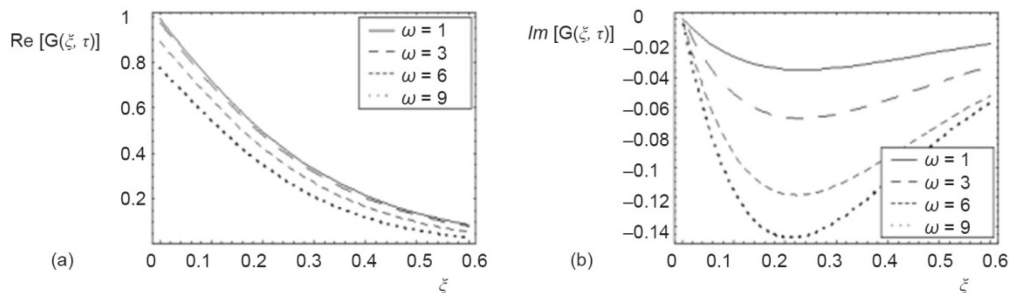 Re [G(ξ, τ)]
1
0.8
0.6
0.4
0.2
ω = 1
ω = 3
ω = 6
ω = 9
(a)
0 0.1 0.2 0.3 0.4 0.5 0.6
ξ
Im [G(ξ, τ)]
0
–0.02
–0.04
–0.06
–0.08
–0.1
–0.12
–0.14
ω = 1
ω = 3
ω = 6
ω = 9
(b)
0 0.1 0.2 0.3 0.4 0.5 0.6
ξ